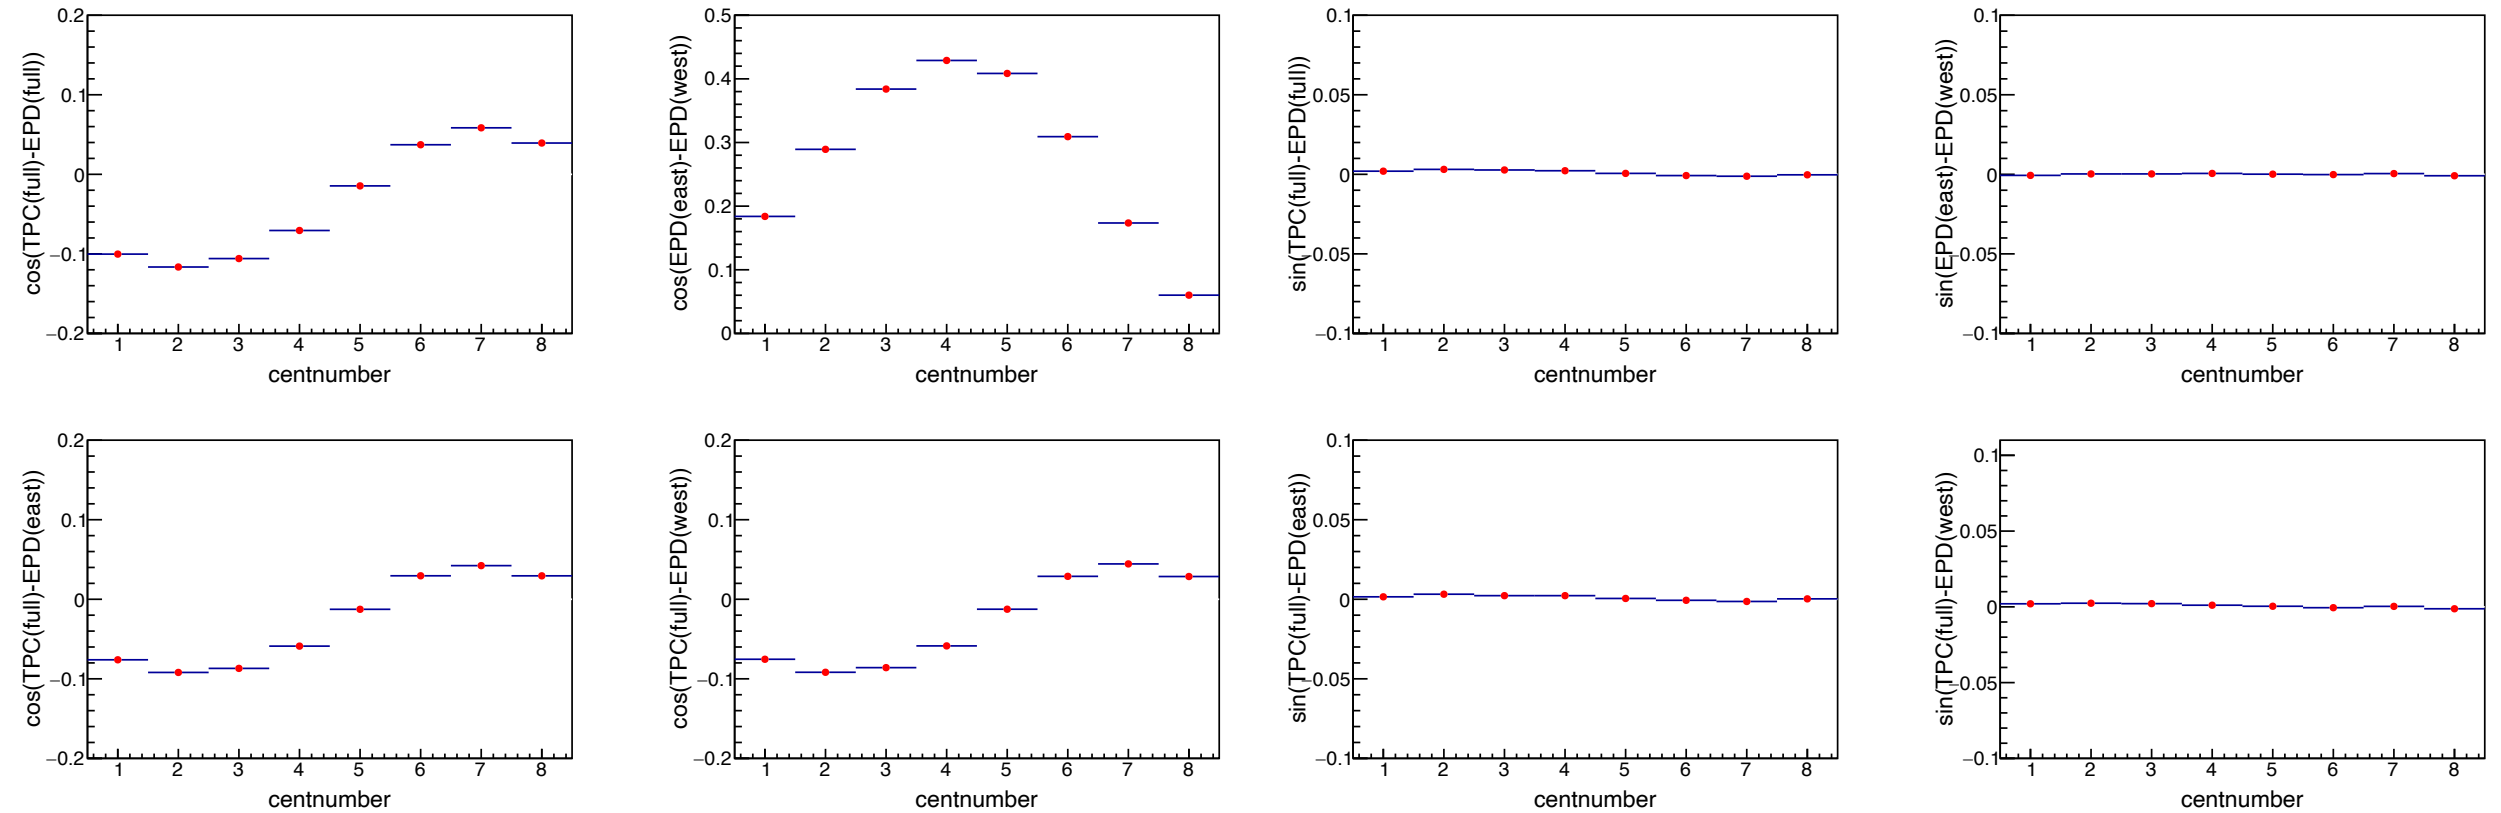 cos(TPC(full)-EPD(full))
0.2
0.1
0
−0.1
−0.2
1 2 3 4 5 6 7 8
centnumber
cos(EPD(east)-EPD(west))
0.5
0.4
0.3
0.2
0.1
0
1 2 3 4 5 6 7 8
centnumber
sin(TPC(full)-EPD(full))
0.1
0.05
0
−0.05
−0.1
1 2 3 4 5 6 7 8
centnumber
sin(EPD(east)-EPD(west))
0.1
0.05
0
−0.05
−0.1
1 2 3 4 5 6 7 8
centnumber
cos(TPC(full)-EPD(east))
0.2
0.1
0
−0.1
−0.2
1 2 3 4 5 6 7 8
centnumber
cos(TPC(full)-EPD(west))
0.2
0.1
0
−0.1
−0.2
1 2 3 4 5 6 7 8
centnumber
sin(TPC(full)-EPD(east))
0.1
0.05
0
−0.05
−0.1
1 2 3 4 5 6 7 8
centnumber
sin(TPC(full)-EPD(west))
0.1
0.05
0
−0.05
−0.1
1 2 3 4 5 6 7 8
centnumber